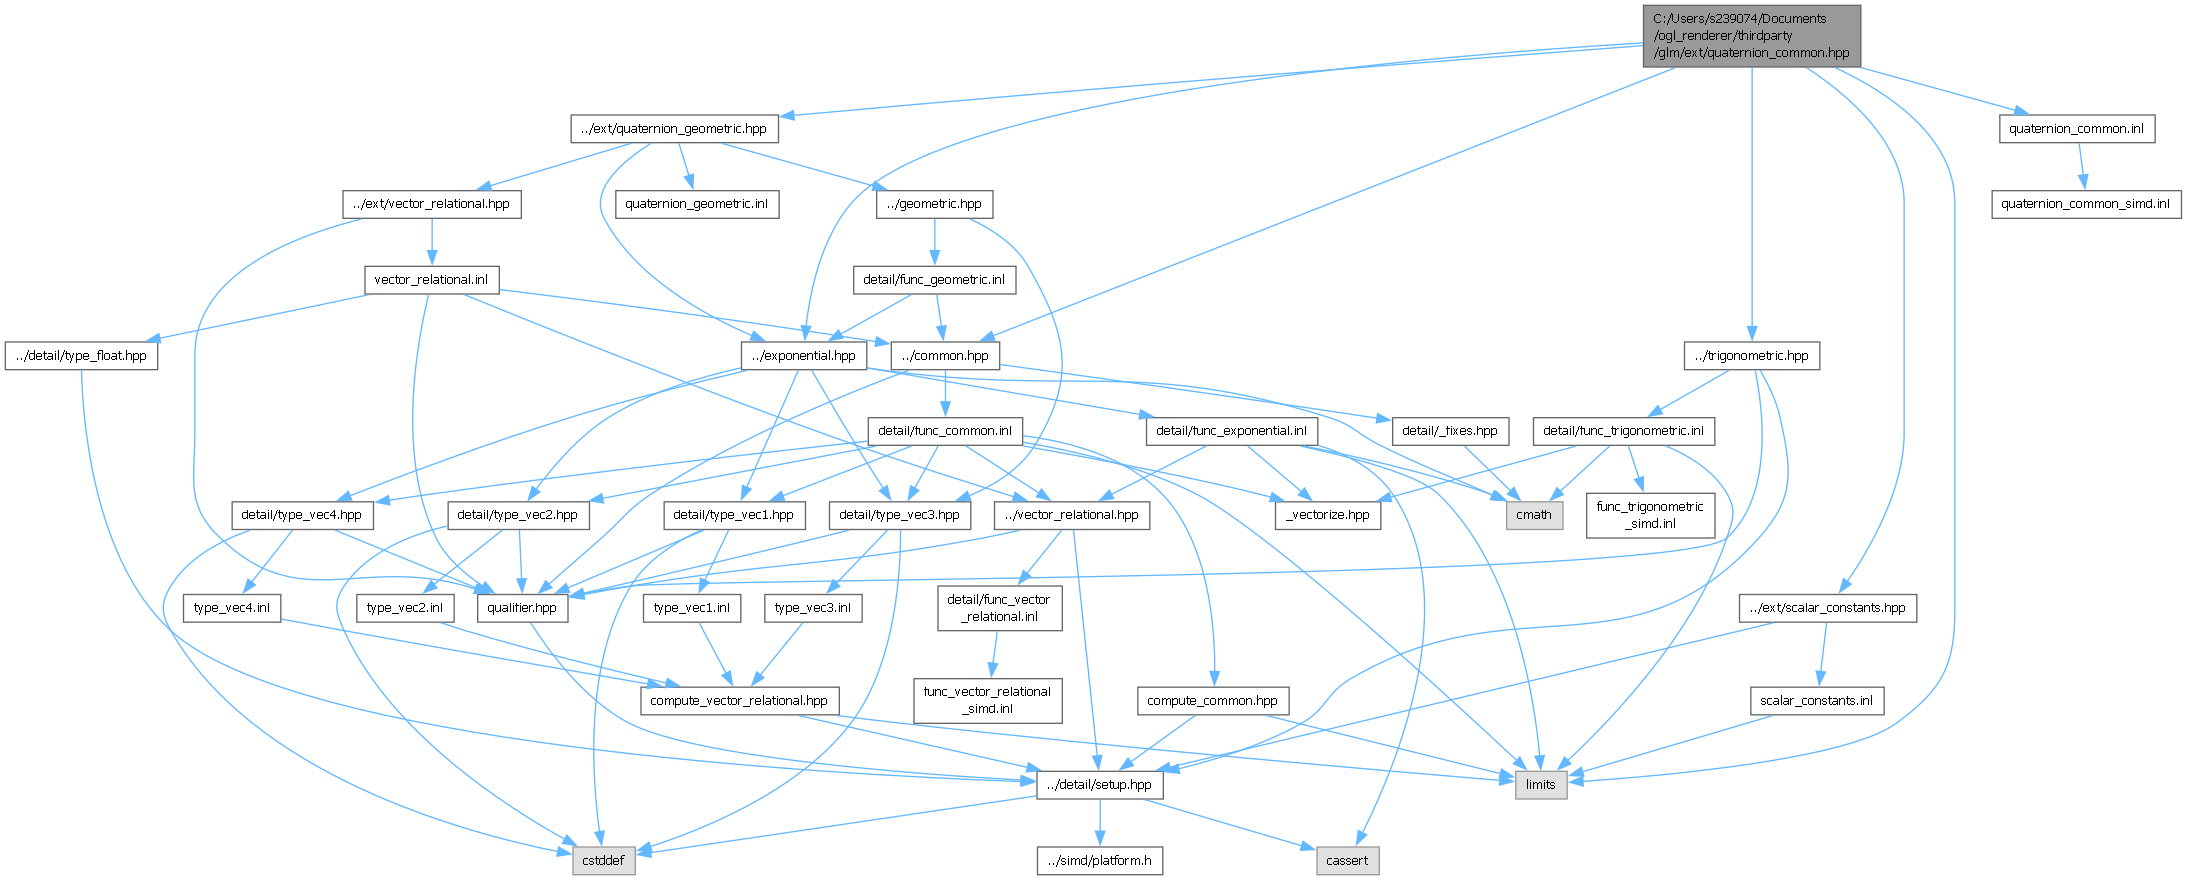 C:/Users/s239074/Documents
/ogl_renderer/thirdparty
/glm/ext/quaternion_common.hpp
../ext/quaternion_geometric.hpp
quaternion_common.inl
../ext/vector_relational.hpp
quaternion_geometric.inl
../geometric.hpp
quaternion_common_simd.inl
vector_relational.inl
detail/func_geometric.inl
../detail/type_float.hpp
../exponential.hpp
../common.hpp
../trigonometric.hpp
detail/func_common.inl
detail/func_exponential.inl
detail/_fixes.hpp
detail/func_trigonometric.inl
detail/type_vec4.hpp
detail/type_vec2.hpp
detail/type_vec1.hpp
detail/type_vec3.hpp
../vector_relational.hpp
_vectorize.hpp
cmath
func_trigonometric
_simd.inl
type_vec4.inl
type_vec2.inl
qualifier.hpp
type_vec1.inl
type_vec3.inl
detail/func_vector
_relational.inl
../ext/scalar_constants.hpp
compute_vector_relational.hpp
func_vector_relational
_simd.inl
compute_common.hpp
scalar_constants.inl
../detail/setup.hpp
limits
cstddef
../simd/platform.h
cassert